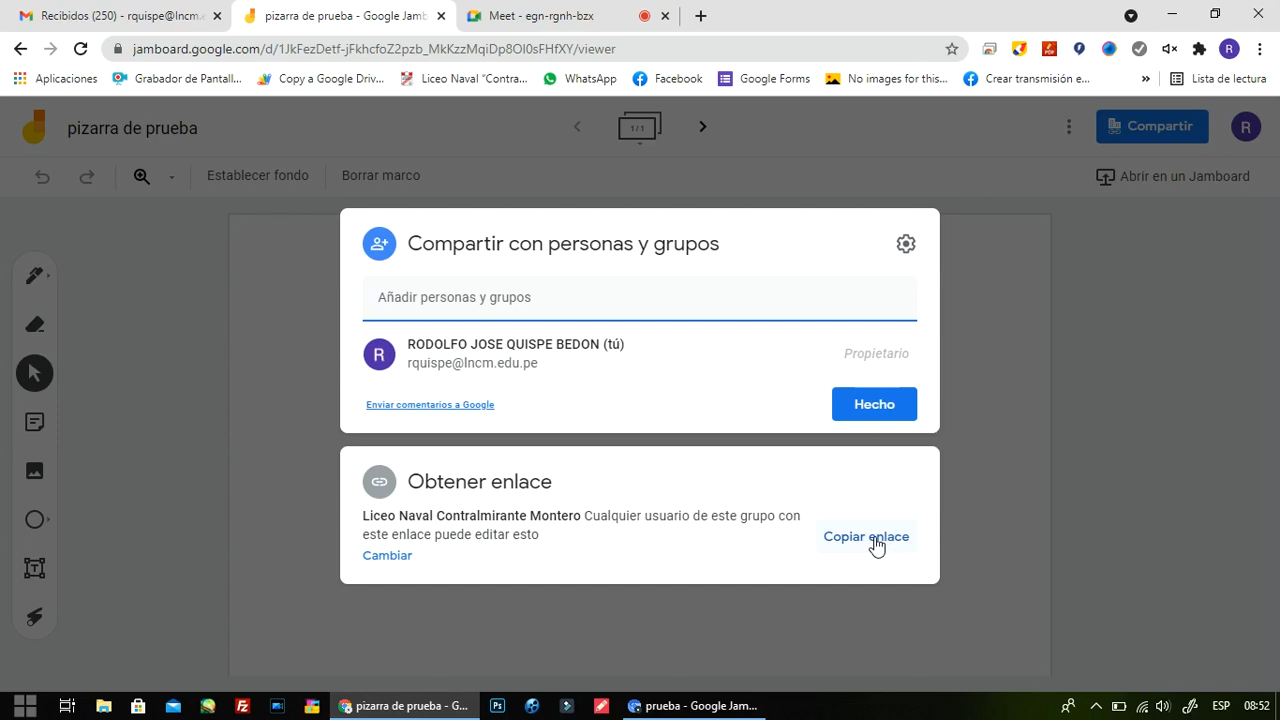 Recibidos (250) - rquispe@lncm.e
pizarra de prueba - Google Jamb
Meet - egn-rgnh-bzx
jamboard.google.com/d/1JkFezDetf-jFkhcfoZ2pzb_MkKzzMqiDp8OI0sFHfXY/viewer
Aplicaciones
Grabador de Pantall...
Copy a Google Driv...
Liceo Naval "Contra...
WhatsApp
Facebook
Google Forms
No images for this...
Crear transmisión e...
»
Lista de lectura
pizarra de prueba
1/1
Compartir
R
Establecer fondo
Borrar marco
Abrir en un Jamboard
Compartir con personas y grupos
Añadir personas y grupos
R
RODOLFO JOSE QUISPE BEDON (tú)
rquispe@lncm.edu.pe
Propietario
Enviar comentarios a Google
Hecho
Obtener enlace
Liceo Naval Contralmirante Montero Cualquier usuario de este grupo con
este enlace puede editar esto
Copiar enlace
Cambiar
pizarra de prueba - G...
prueba - Google Jam...
ESP
08:52